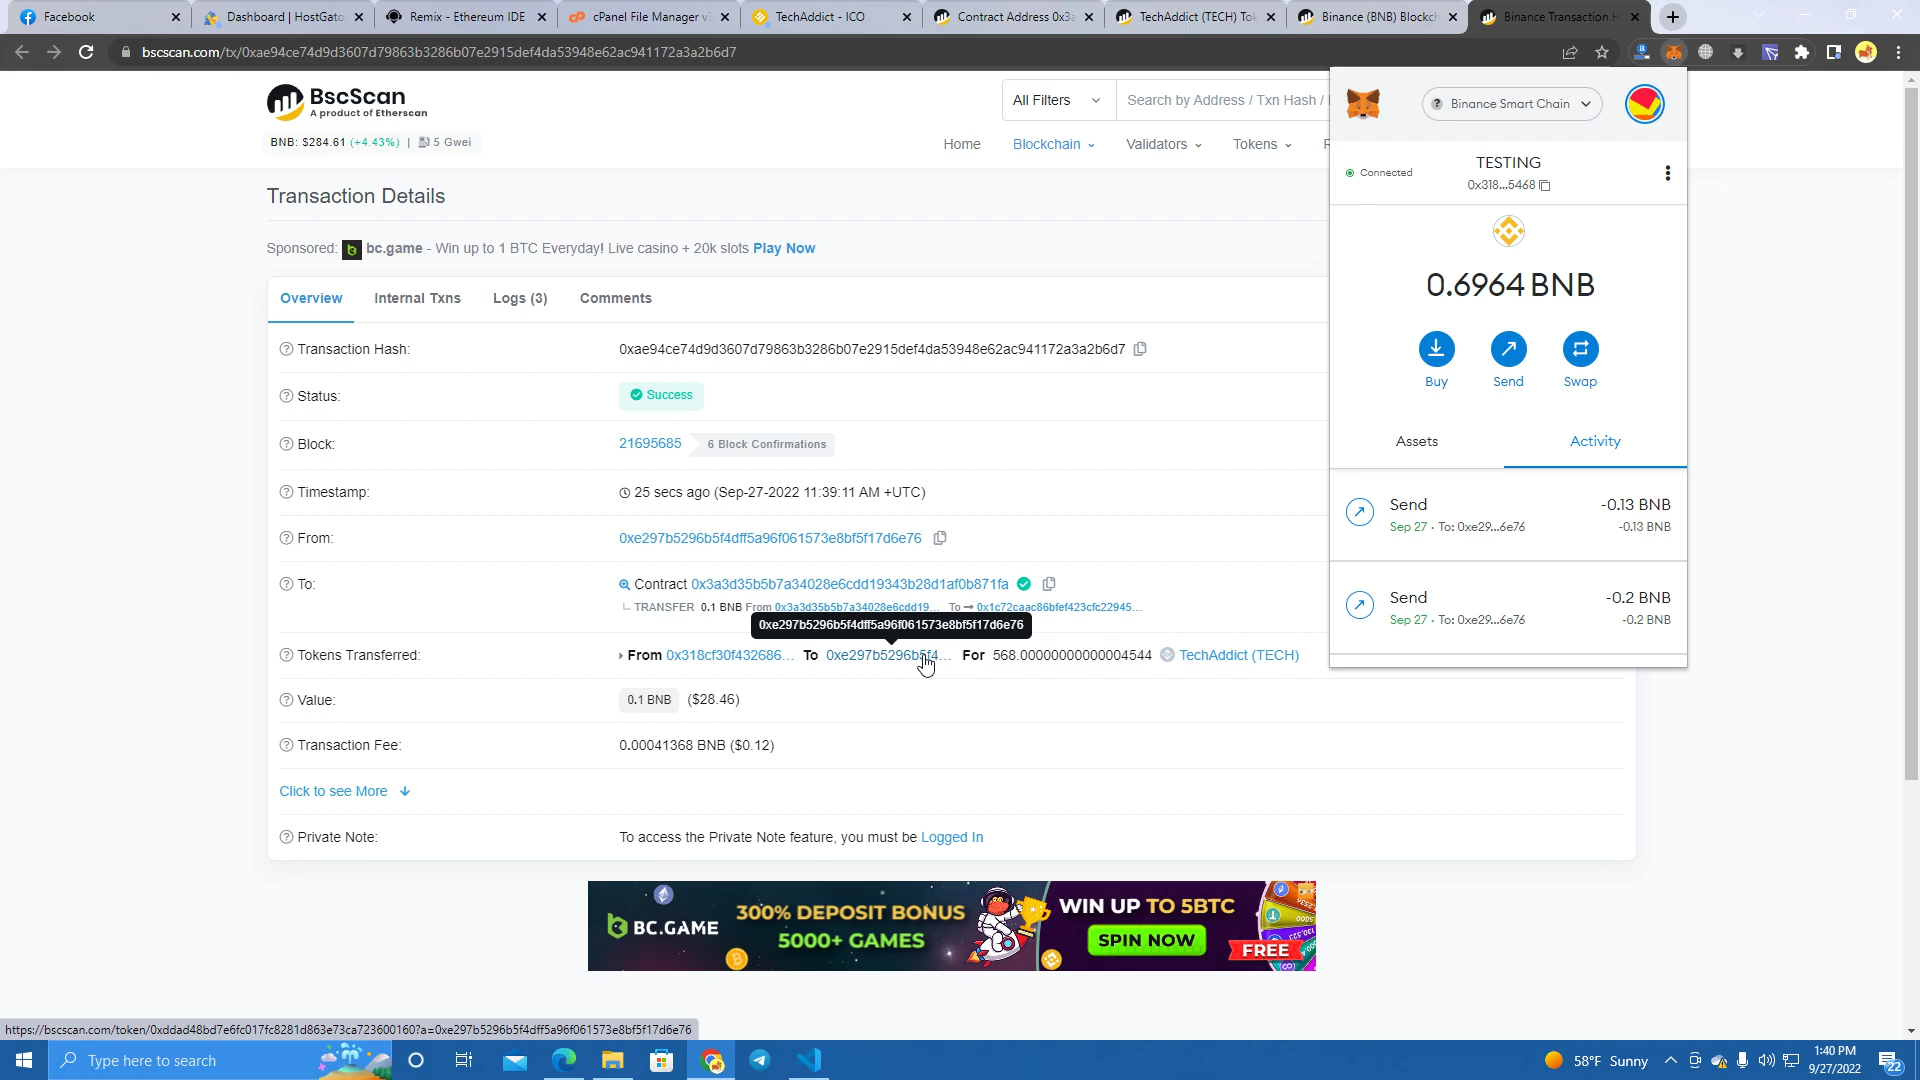 Facebook
Dashboard | HostGato
Remix - Ethereum IDE
cPanel File Manager v3
TechAddict - ICO
Contract Address 0x3a
TechAddict (TECH) Tok
Binance (BNB) Blockch
Binance Transaction H
bscscan.com/tx/0xae94ce74d9d3607d79863b3286b07e2915def4da53948e62ac941172a3a2b6d7
BscScan
A product of Etherscan
BNB: $284.61 (+4.43%) | 5 Gwei
All Filters
Search by Address / Txn Hash /
Home
Blockchain
Validators
Tokens
R
Transaction Details
Sponsored: bc.game - Win up to 1 BTC Everyday! Live casino + 20k slots Play Now
Overview
Internal Txns
Logs (3)
Comments
Transaction Hash:
0xae94ce74d9d3607d79863b3286b07e2915def4da53948e62ac941172a3a2b6d7
Status:
Success
Block:
21695685
6 Block Confirmations
Timestamp:
25 secs ago (Sep-27-2022 11:39:11 AM +UTC)
From:
0xe297b5296b5f4dff5a96f061573e8bf5f17d6e76
To:
Contract 0x3a3d35b5b7a34028e6cdd19343b28d1af0b871fa
TRANSFER 0.1 BNB From 0x3a3d35b5b7a34028e6cdd19... To → 0x1c72caac86bfef423cfc22945...
0xe297b5296b5f4dff5a96f061573e8bf5f17d6e76
Tokens Transferred:
From 0x318cf30f432686... To 0xe297b5296b5f4... For 568.00000000000004544 TechAddict (TECH)
Value:
0.1 BNB ($28.46)
Transaction Fee:
0.00041368 BNB ($0.12)
Click to see More
Private Note:
To access the Private Note feature, you must be Logged In
Binance Smart Chain
Connected
TESTING
0x318...5468
0.6964 BNB
Buy
Send
Swap
Assets
Activity
Send
-0.13 BNB
Sep 27 · To: 0xe29...6e76
-0.13 BNB
Send
-0.2 BNB
Sep 27 · To: 0xe29...6e76
-0.2 BNB
BC.GAME
300% DEPOSIT BONUS
5000+ GAMES
WIN UP TO 5BTC
SPIN NOW
FREE
https://bscscan.com/token/0xddad48bd7e6fc017fc8281d863e73ca723600160?a=0xe297b5296b5f4dff5a96f061573e8bf5f17d6e76
Type here to search
58°F Sunny
1:40 PM
9/27/2022
22